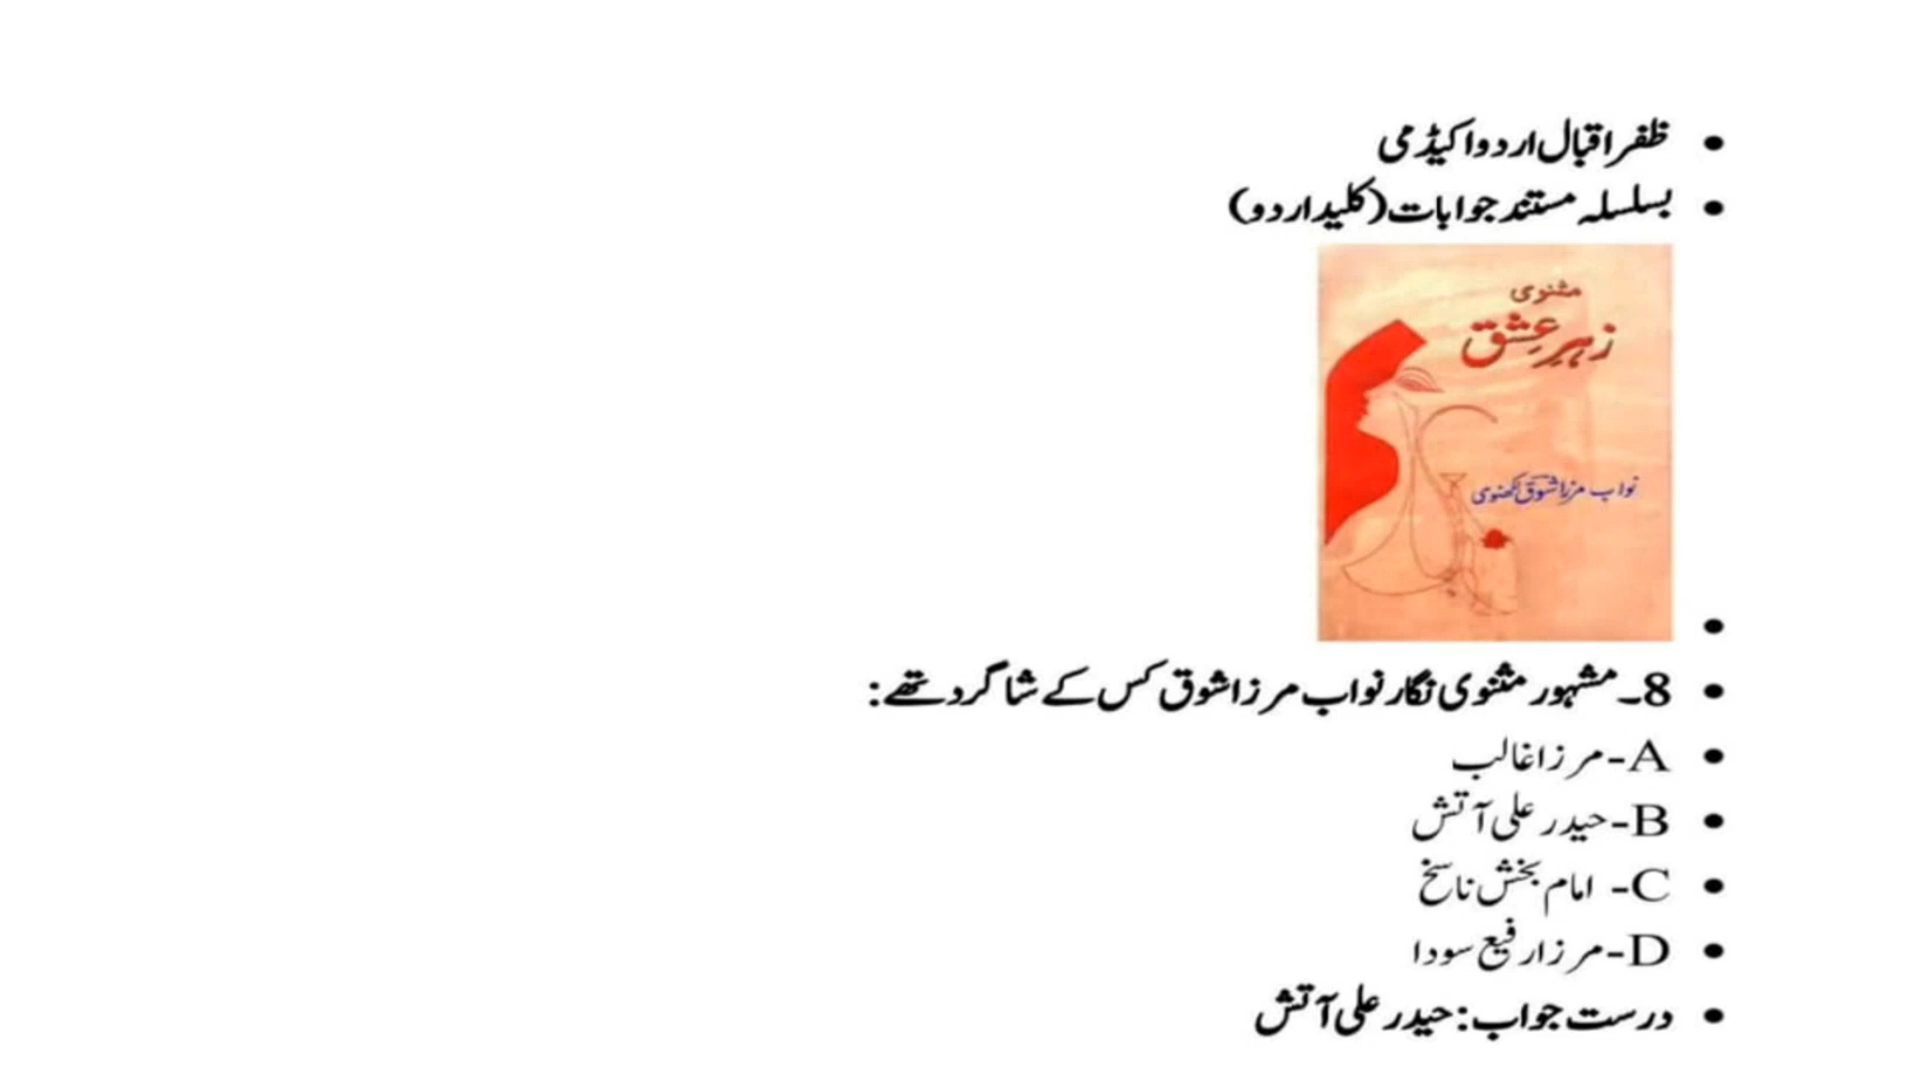 ظفر اقبال اردو اکیڈمی
بسلسلہ مستند جوابات (کلید اردو)
مثنوی
زہرِ عِشق
نواب مرزا شوق لکھنوی
8۔ مشہور مثنوی نگار نواب مرزا شوق کس کے شاگرد تھے:
A- مرزا غالب
B- حیدر علی آتش
C- امام بخش ناسخ
D- مرزا رفیع سودا
درست جواب: حیدر علی آتش